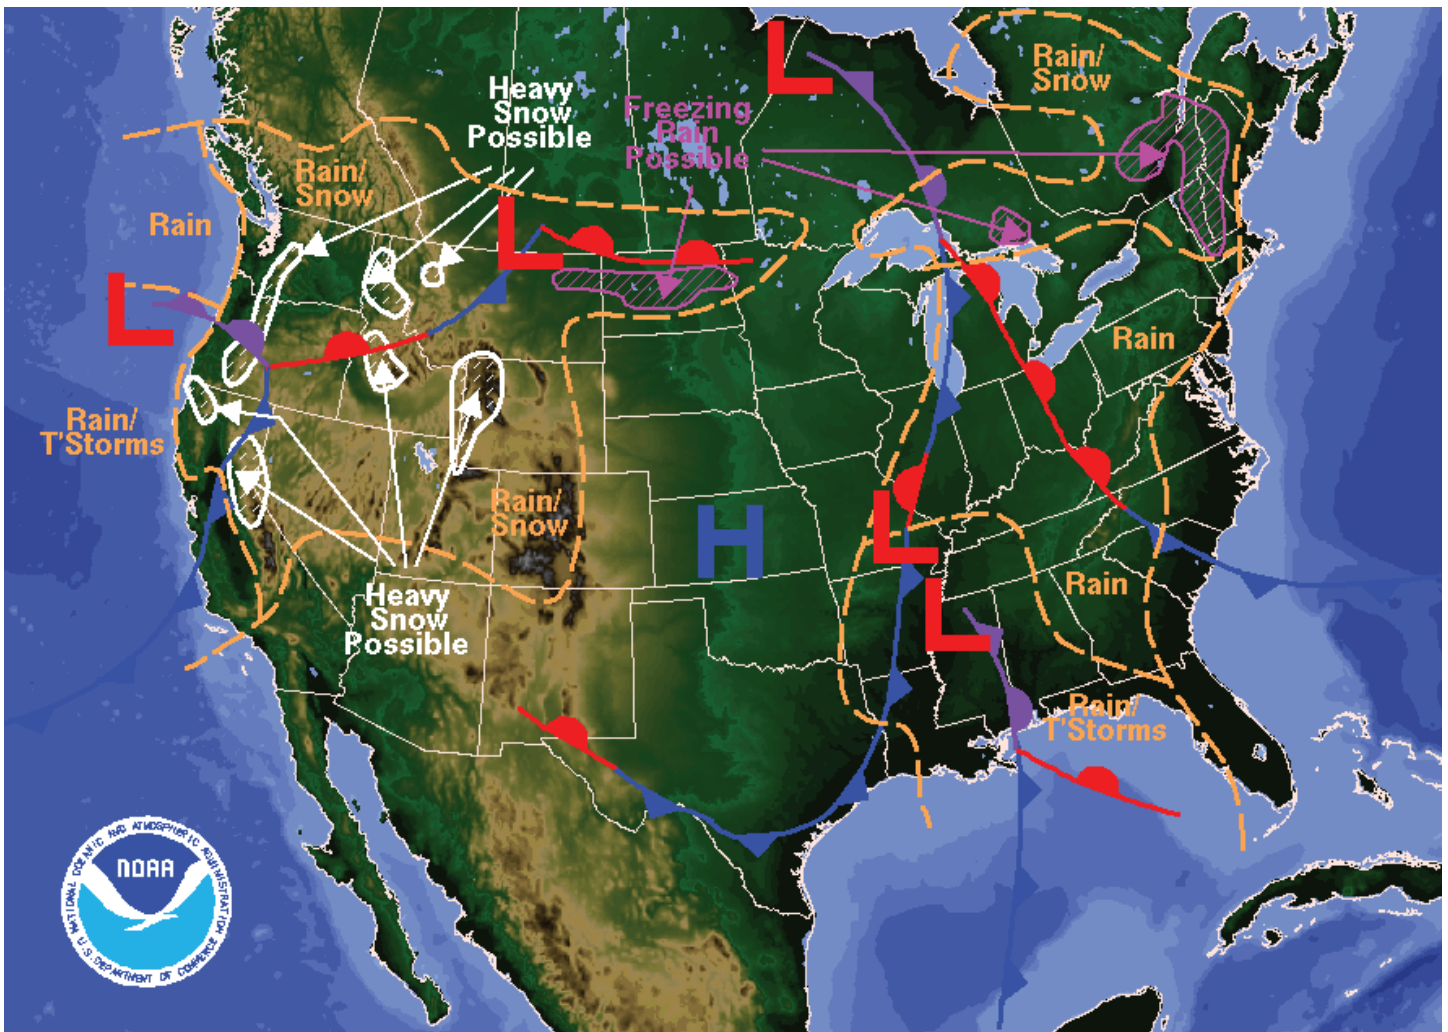 L
Rain/
Snow
Heavy
Snow
Possible
Freezing
Rain
Possible
Rain/
Snow
Rain
L
L
Rain
Rain/
T'Storms
Rain/
Snow
L
H
Rain
L
Heavy
Snow
Possible
Rain/
T'Storms
NATIONAL OCEANIC AND ATMOSPHERIC ADMINISTRATION
NOAA
U.S. DEPARTMENT OF COMMERCE